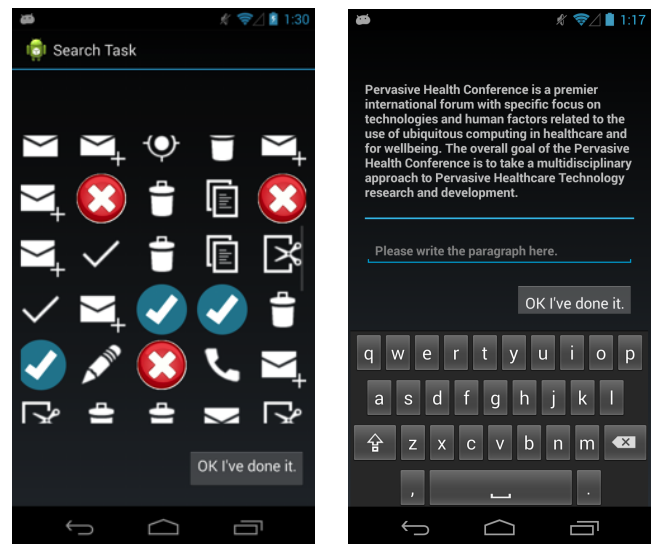 1:30
Search Task
OK I've done it.
1:17
Pervasive Health Conference is a premier
international forum with specific focus on
technologies and human factors related to the
use of ubiquitous computing in healthcare and
for wellbeing. The overall goal of the Pervasive
Health Conference is to take a multidisciplinary
approach to Pervasive Healthcare Technology
research and development.
Please write the paragraph here.
OK I've done it.
q w e r t y u i o p
a s d f g h j k l
z x c v b n m
, .